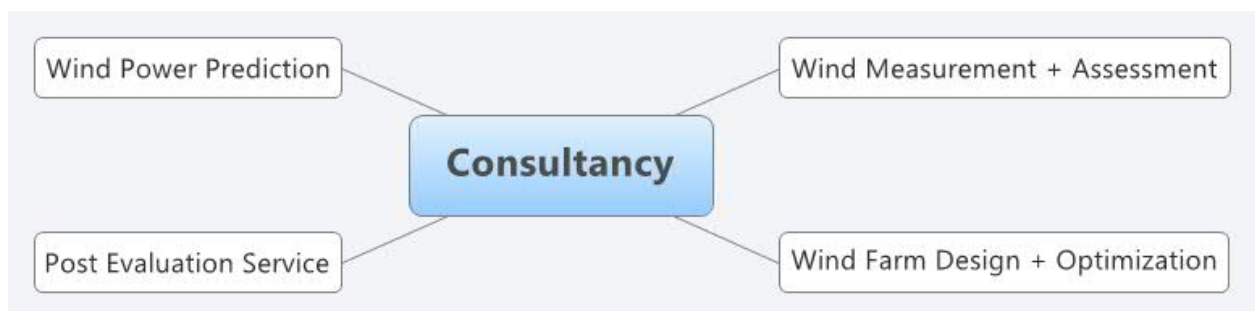 Wind Power Prediction
Wind Measurement + Assessment
Consultancy
Post Evaluation Service
Wind Farm Design + Optimization